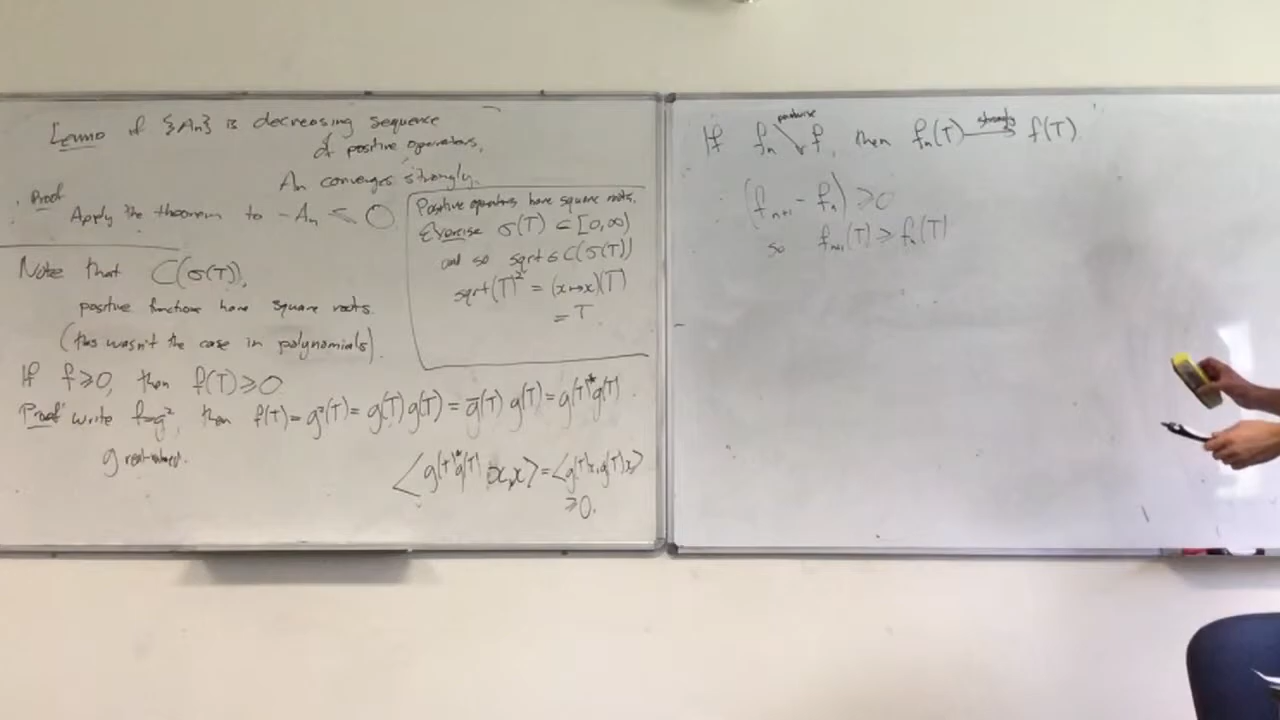 Lemma If {Aₙ} is decreasing sequence
of positive operators,
Aₙ converges strongly.
Proof
Apply the theorem to -Aₙ ≤ 0
Note that C(σ(T)),
positive functions have square roots.
(this wasn't the case in polynomials).
If f≥0, then f(T)≥0
Proof write f=g², then f(T)=g²(T)=g(T)g(T)=g̅(T)g(T)=g(T)*g(T).
g real-valued.
⟨g(T)*g(T)x,x⟩=⟨g(T)x,g(T)x⟩
≥0.
Positive operators have square roots.
Exercise σ(T)⊂[0,∞)
and so sqrt∈C(σ(T))
sqrt(T)²=(x↦x)(T)
=T
If fₙ ↘ pointwise f, then fₙ(T) → strongly f(T)
(fₙ₊₁-fₙ)≥0
so fₙ₊₁(T)≥fₙ(T)